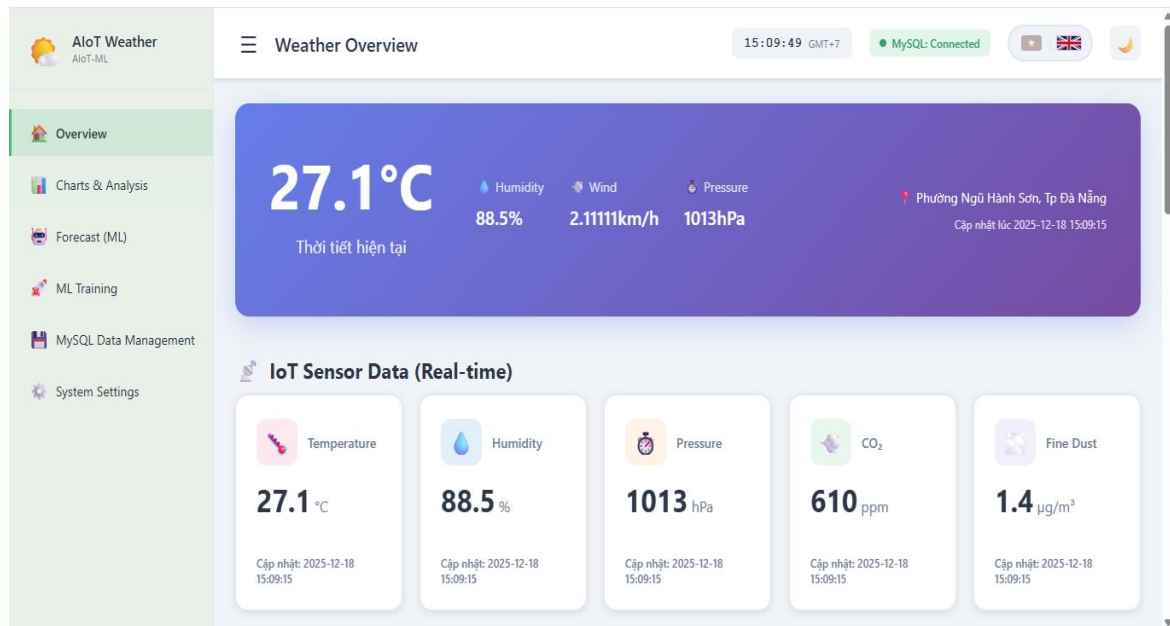 AIoT Weather
AIoT-ML
Weather Overview
15:09:49 GMT+7
MySQL: Connected
Overview
Charts & Analysis
Forecast (ML)
ML Training
MySQL Data Management
System Settings
27.1°C
Thời tiết hiện tại
Humidity
88.5%
Wind
2.11111km/h
Pressure
1013hPa
Phường Ngũ Hành Sơn, Tp Đà Nẵng
Cập nhật lúc 2025-12-18 15:09:15
IoT Sensor Data (Real-time)
Temperature
27.1 °C
Cập nhật: 2025-12-18
15:09:15
Humidity
88.5 %
Cập nhật: 2025-12-18
15:09:15
Pressure
1013 hPa
Cập nhật: 2025-12-18
15:09:15
CO₂
610 ppm
Cập nhật: 2025-12-18
15:09:15
Fine Dust
1.4 µg/m³
Cập nhật: 2025-12-18
15:09:15